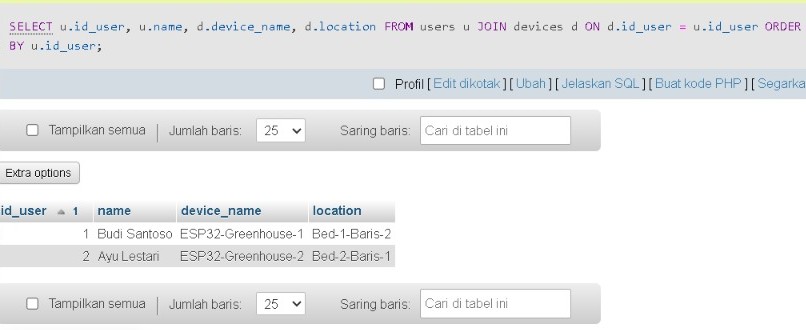 SELECT u.id_user, u.name, d.device_name, d.location FROM users u JOIN devices d ON d.id_user = u.id_user ORDER
BY u.id_user;
Profil [ Edit dikotak ] [ Ubah ] [ Jelaskan SQL ] [ Buat kode PHP ] [ Segarka
Tampilkan semua | Jumlah baris: 25 Saring baris: Cari di tabel ini
Extra options
id_user 1 name device_name location
1 Budi Santoso ESP32-Greenhouse-1 Bed-1-Baris-2
2 Ayu Lestari ESP32-Greenhouse-2 Bed-2-Baris-1
Tampilkan semua | Jumlah baris: 25 Saring baris: Cari di tabel ini